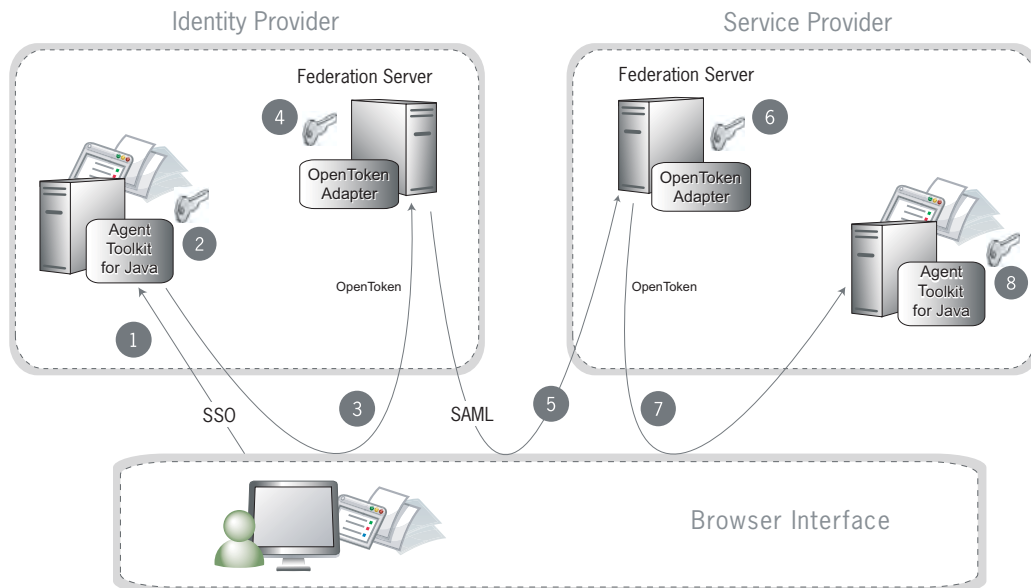 Identity Provider
Service Provider
Federation Server
4
OpenToken
Adapter
Federation Server
6
OpenToken
Adapter
Agent
Toolkit
for Java
2
Agent
Toolkit
for Java
8
OpenToken
OpenToken
1
3
5
7
SSO
SAML
Browser Interface